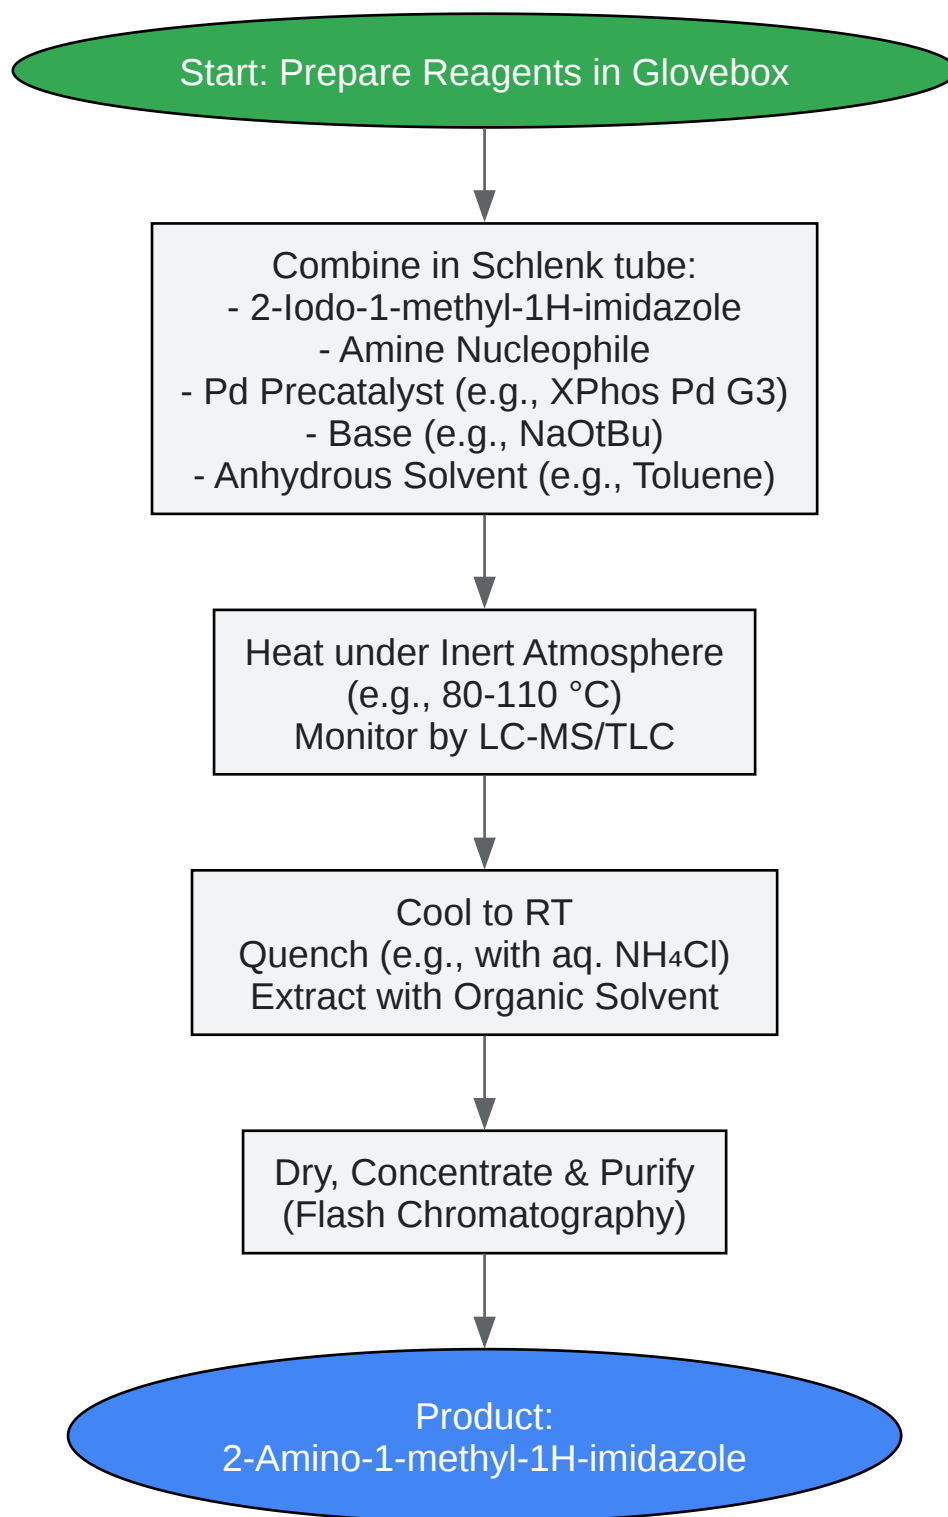 Start: Prepare Reagents in Glovebox
Combine in Schlenk tube:
- 2-Iodo-1-methyl-1H-imidazole
- Amine Nucleophile
- Pd Precatalyst (e.g., XPhos Pd G3)
- Base (e.g., NaOtBu)
- Anhydrous Solvent (e.g., Toluene)
Heat under Inert Atmosphere
(e.g., 80-110 °C)
Monitor by LC-MS/TLC
Cool to RT
Quench (e.g., with aq. NH₄Cl)
Extract with Organic Solvent
Dry, Concentrate & Purify
(Flash Chromatography)
Product:
2-Amino-1-methyl-1H-imidazole